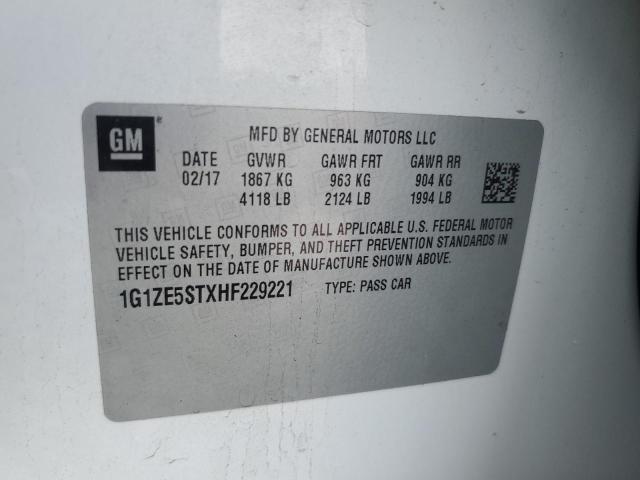 GM ®
MFD BY GENERAL MOTORS LLC
DATE GVWR GAWR FRT GAWR RR
02/17 1867 KG 963 KG 904 KG
4118 LB 2124 LB 1994 LB
THIS VEHICLE CONFORMS TO ALL APPLICABLE U.S. FEDERAL MOTOR
VEHICLE SAFETY, BUMPER, AND THEFT PREVENTION STANDARDS IN
EFFECT ON THE DATE OF MANUFACTURE SHOWN ABOVE.
1G1ZE5STXHF229221 TYPE: PASS CAR